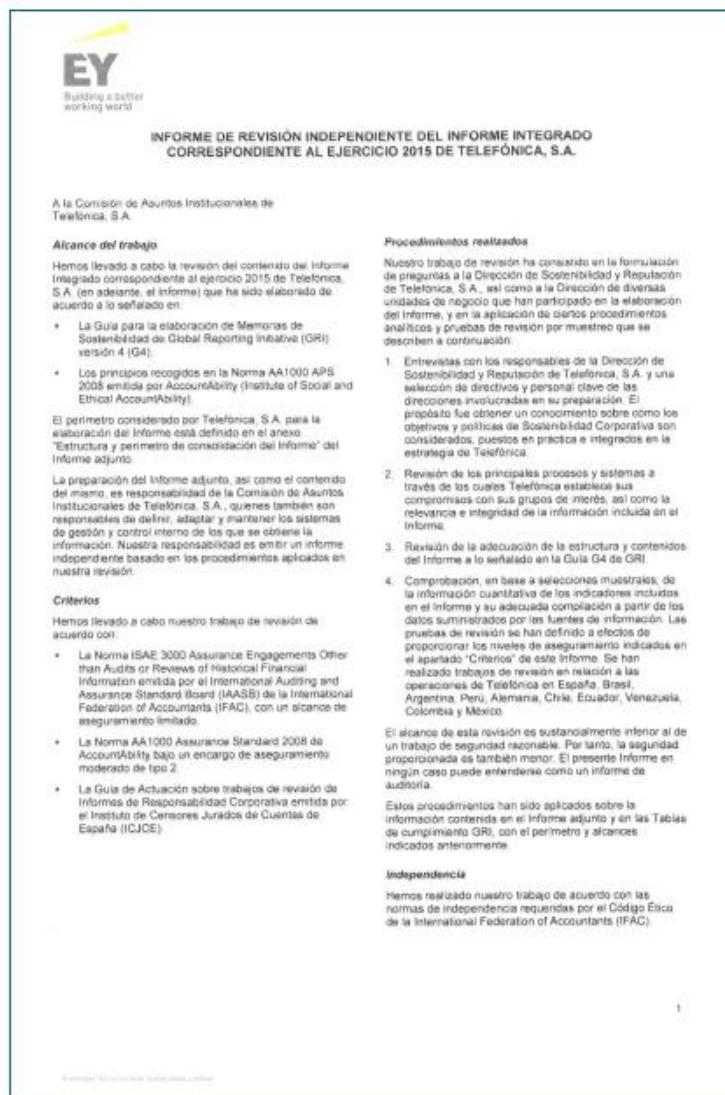 EY
Building a better
working world
INFORME DE REVISIÓN INDEPENDIENTE DEL INFORME INTEGRADO
CORRESPONDIENTE AL EJERCICIO 2015 DE TELEFÓNICA, S.A.
A la Comisión de Asuntos Institucionales de
Telefónica, S.A.
Alcance del trabajo
Hemos llevado a cabo la revisión del contenido del Informe
Integrado correspondiente al ejercicio 2015 de Telefónica,
S.A. (en adelante, el Informe) que ha sido elaborado de
acuerdo a lo señalado en:
• La Guía para la elaboración de Memorias de
Sostenibilidad de Global Reporting Initiative (GRI)
versión 4 (G4).
• Los principios recogidos en la Norma AA1000 APS
2008 emitida por AccountAbility (Institute of Social and
Ethical AccountAbility).
El perímetro considerado por Telefónica, S.A. para la
elaboración del Informe está definido en el anexo
"Estructura y perímetro de consolidación del Informe" del
Informe adjunto.
La preparación del Informe adjunto, así como el contenido
del mismo, es responsabilidad de la Comisión de Asuntos
Institucionales de Telefónica, S.A., quienes también son
responsables de definir, adaptar y mantener los sistemas
de gestión y control interno de los que se obtiene la
información. Nuestra responsabilidad es emitir un informe
independiente basado en los procedimientos aplicados en
nuestra revisión.
Criterios
Hemos llevado a cabo nuestro trabajo de revisión de
acuerdo con:
• La Norma ISAE 3000 Assurance Engagements Other
than Audits or Reviews of Historical Financial
Information emitida por el International Auditing and
Assurance Standard Board (IAASB) de la International
Federation of Accountants (IFAC), con un alcance de
aseguramiento limitado.
• La Norma AA1000 Assurance Standard 2008 de
AccountAbility bajo un encargo de aseguramiento
moderado de tipo 2.
• La Guía de Actuación sobre trabajos de revisión de
Informes de Responsabilidad Corporativa emitida por
el Instituto de Censores Jurados de Cuentas de
España (ICJCE).
Procedimientos realizados
Nuestro trabajo de revisión ha consistido en la formulación
de preguntas a la Dirección de Sostenibilidad y Reputación
de Telefónica, S.A., así como a la Dirección de diversas
unidades de negocio que han participado en la elaboración
del Informe, y en la aplicación de ciertos procedimientos
analíticos y pruebas de revisión por muestreo que se
describen a continuación:
1. Entrevistas con los responsables de la Dirección de
Sostenibilidad y Reputación de Telefónica, S.A. y una
selección de directivos y personal clave de las
direcciones involucradas en su preparación. El
propósito fue obtener un conocimiento sobre cómo los
objetivos y políticas de Sostenibilidad Corporativa son
considerados, puestos en práctica e integrados en la
estrategia de Telefónica.
2. Revisión de los principales procesos y sistemas a
través de los cuales Telefónica establece sus
compromisos con sus grupos de interés, así como la
relevancia e integridad de la información incluida en el
Informe.
3. Revisión de la adecuación de la estructura y contenidos
del Informe a lo señalado en la Guía G4 de GRI.
4. Comprobación, en base a selecciones muestrales, de
la información cuantitativa de los indicadores incluidos
en el Informe y su adecuada compilación a partir de los
datos suministrados por las fuentes de información. Las
pruebas de revisión se han definido a efectos de
proporcionar los niveles de aseguramiento indicados en
el apartado "Criterios" de este Informe. Se han
realizado trabajos de revisión en relación a las
operaciones de Telefónica en España, Brasil,
Argentina, Perú, Alemania, Chile, Ecuador, Venezuela,
Colombia y México.
El alcance de esta revisión es sustancialmente inferior al de
un trabajo de seguridad razonable. Por tanto, la seguridad
proporcionada es también menor. El presente Informe en
ningún caso puede entenderse como un informe de
auditoría.
Estos procedimientos han sido aplicados sobre la
información contenida en el Informe adjunto y en las Tablas
de cumplimiento GRI, con el perímetro y alcances
indicados anteriormente.
Independencia
Hemos realizado nuestro trabajo de acuerdo con las
normas de independencia requeridas por el Código Ético
de la International Federation of Accountants (IFAC).
1